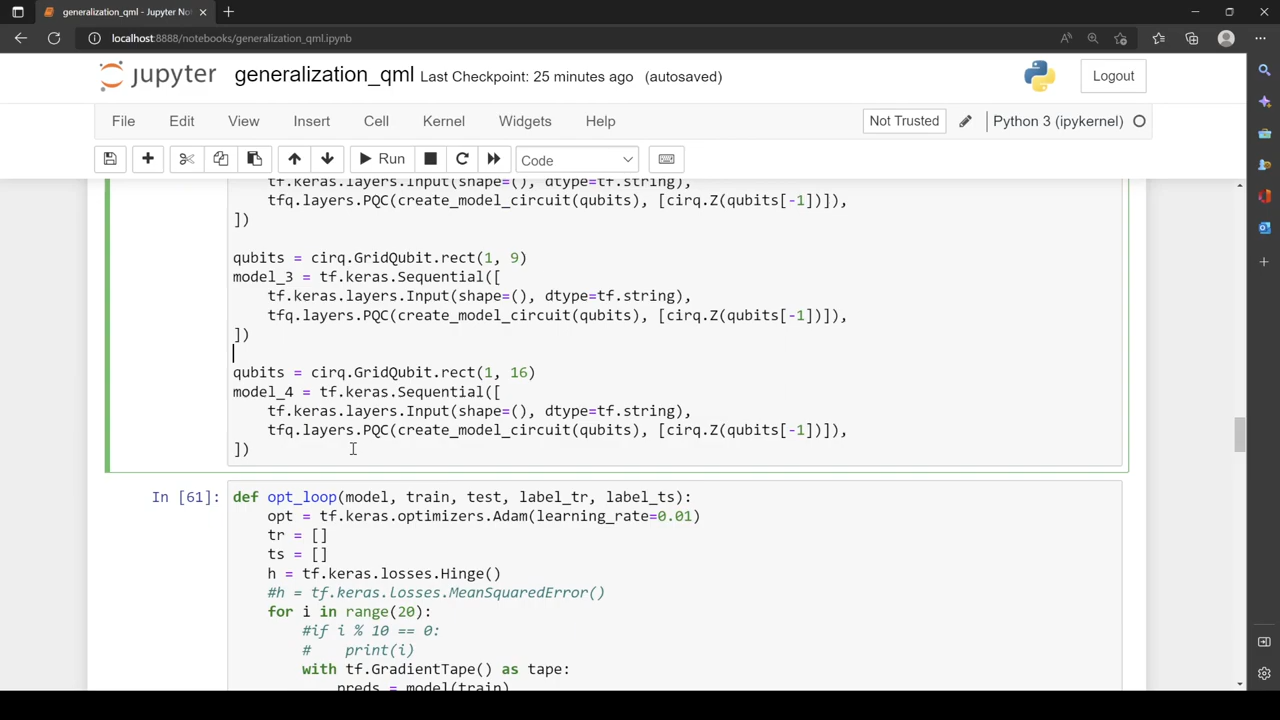 generalization_qml - Jupyter No
localhost:8888/notebooks/generalization_qml.ipynb
jupyter generalization_qml Last Checkpoint: 25 minutes ago (autosaved)
Logout
File Edit View Insert Cell Kernel Widgets Help
Not Trusted Python 3 (ipykernel)
Run Code
    tf.keras.layers.Input(shape=(), dtype=tf.string),
    tfq.layers.PQC(create_model_circuit(qubits), [cirq.Z(qubits[-1])]),
])
qubits = cirq.GridQubit.rect(1, 9)
model_3 = tf.keras.Sequential([
    tf.keras.layers.Input(shape=(), dtype=tf.string),
    tfq.layers.PQC(create_model_circuit(qubits), [cirq.Z(qubits[-1])]),
])
qubits = cirq.GridQubit.rect(1, 16)
model_4 = tf.keras.Sequential([
    tf.keras.layers.Input(shape=(), dtype=tf.string),
    tfq.layers.PQC(create_model_circuit(qubits), [cirq.Z(qubits[-1])]),
])
In [61]: def opt_loop(model, train, test, label_tr, label_ts):
    opt = tf.keras.optimizers.Adam(learning_rate=0.01)
    tr = []
    ts = []
    h = tf.keras.losses.Hinge()
    #h = tf.keras.losses.MeanSquaredError()
    for i in range(20):
        #if i % 10 == 0:
        #    print(i)
        with tf.GradientTape() as tape:
            preds = model(train)